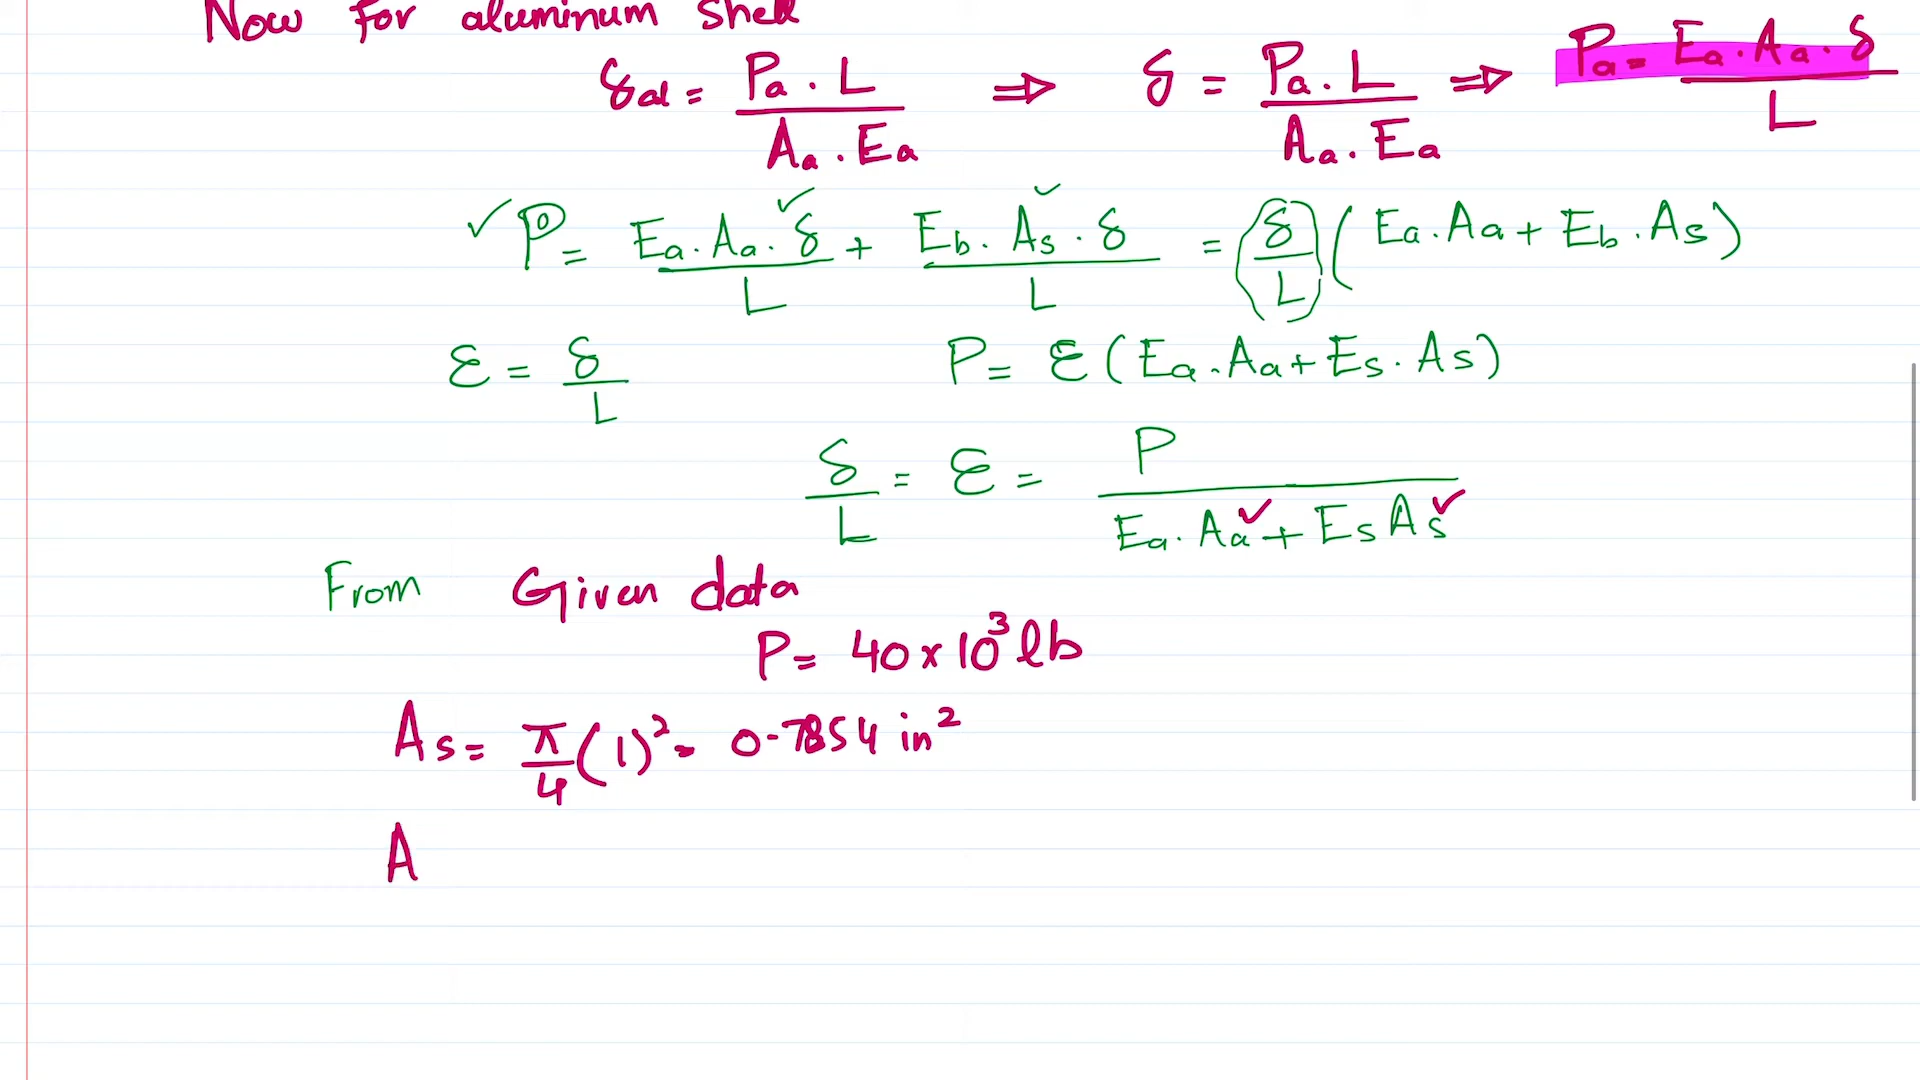 Now For aluminum shell
δal = Pa . L / Aa . Ea ⇒ δ = Pa . L / Aa . Ea ⇒ Pa = Ea . Aa . δ / L
✓ P = Ea . Aa . δ / L + Eb . As . δ / L = δ / L ( Ea . Aa + Eb . As )
ε = δ / L P = ε ( Ea . Aa + Es . As )
δ / L = ε = P / Ea . Aa + Es As
From Given data
P = 40 x 10³ lb
As = π / 4 (1)² = 0.7854 in²
A